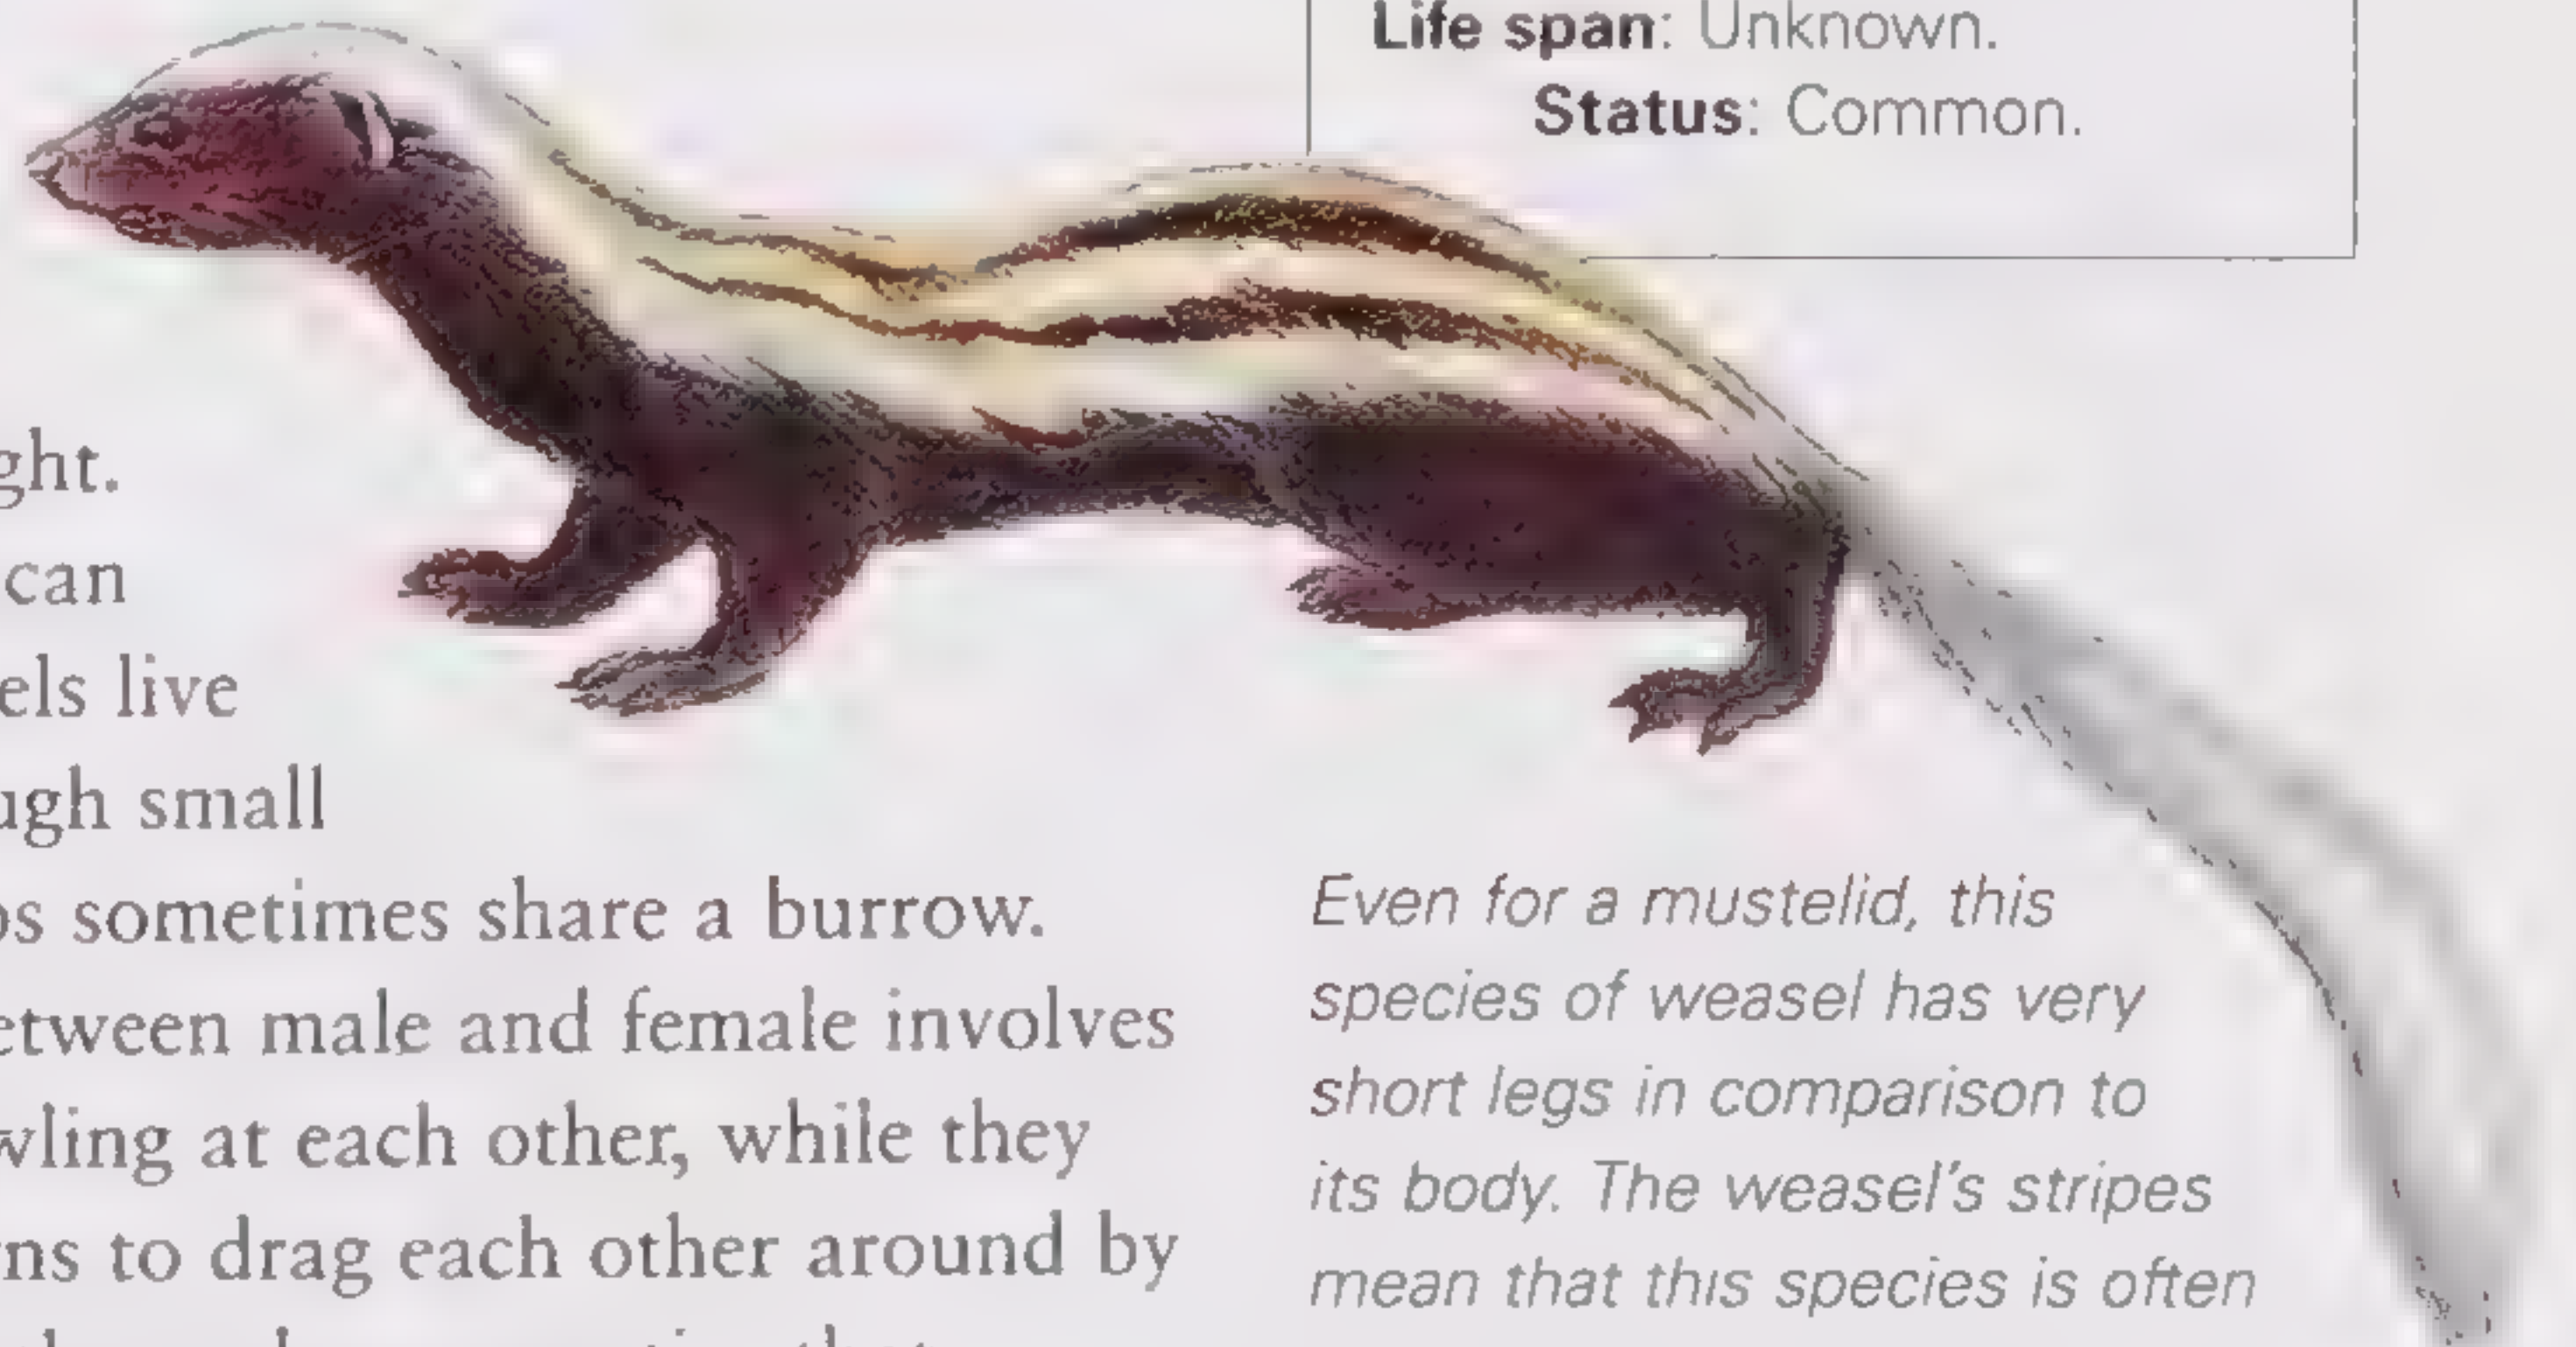 Life span: Unknown.
Status: Common.
ght.
can
els live
ugh small
os sometimes share a burrow.
etween male and female involves
wling at each other, while they
ns to drag each other around by
Even for a mustelid, this
species of weasel has very
short legs in comparison to
its body. The weasel's stripes
mean that this species is often